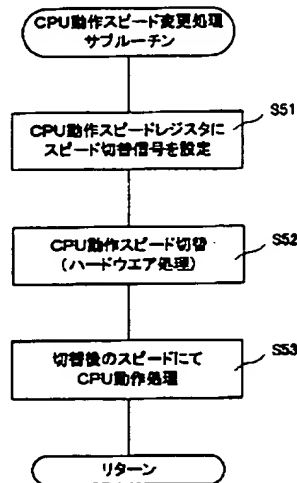 CPU動作スピード変更処理
サブルーチン
S51
CPU動作スピードレジスタに
スピード切替信号を設定
S52
CPU動作スピード切替
(ハードウエア処理)
S53
切替後のスピードにて
CPU動作処理
リターン